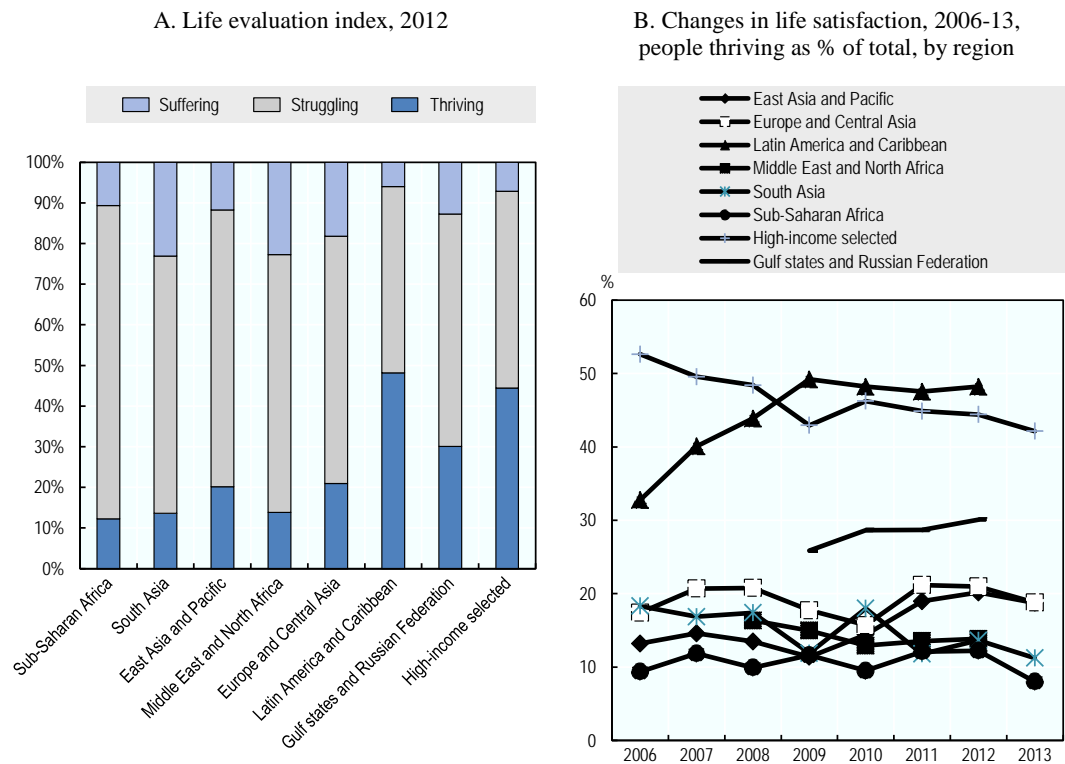 A. Life evaluation index, 2012
Suffering Struggling Thriving
100%
90%
80%
70%
60%
50%
40%
30%
20%
10%
0%
Sub-Saharan Africa
South Asia
East Asia and Pacific
Middle East and North Africa
Europe and Central Asia
Latin America and Caribbean
Gulf states and Russian Federation
High-income selected
B. Changes in life satisfaction, 2006-13,
people thriving as % of total, by region
East Asia and Pacific
Europe and Central Asia
Latin America and Caribbean
Middle East and North Africa
South Asia
Sub-Saharan Africa
High-income selected
Gulf states and Russian Federation
%
60
50
40
30
20
10
0
2006 2007 2008 2009 2010 2011 2012 2013